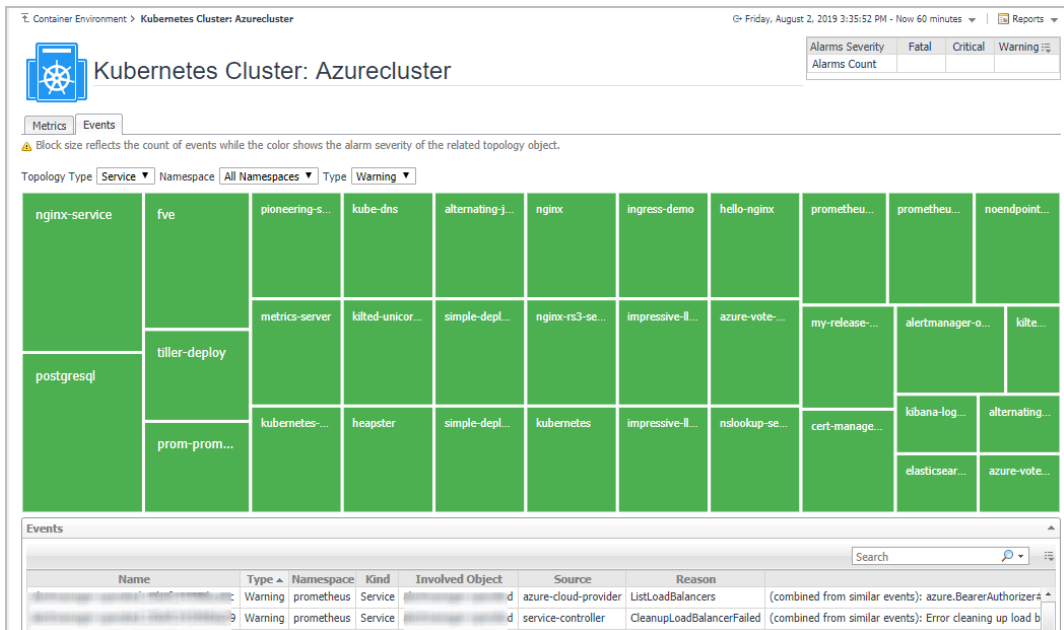 Container Environment > Kubernetes Cluster: Azurecluster
Friday, August 2, 2019 3:35:52 PM - Now 60 minutes
Reports
Kubernetes Cluster: Azurecluster
Alarms Severity Fatal Critical Warning
Alarms Count
Metrics Events
Block size reflects the count of events while the color shows the alarm severity of the related topology object.
Topology Type Service Namespace All Namespaces Type Warning
nginx-service fve pioneering-s... kube-dns alternating-j... nginx ingress-demo hello-nginx prometheu... prometheu... noendpoint...
metrics-server kilted-unicor... simple-depl... nginx-rs3-se... impressive-ll... azure-vote-... my-release-... alertmanager-o... kilte...
tiller-deploy
postgresql
kubernetes-... heapster simple-depl... kubernetes impressive-ll... nslookup-se... cert-manage... kibana-log... alternating...
prom-prom...
elasticsear... azure-vote...
Events
Search
Name Type Namespace Kind Involved Object Source Reason
Warning prometheus Service d azure-cloud-provider ListLoadBalancers (combined from similar events): azure.BearerAuthorizer#
9 Warning prometheus Service d service-controller CleanupLoadBalancerFailed (combined from similar events): Error cleaning up load b